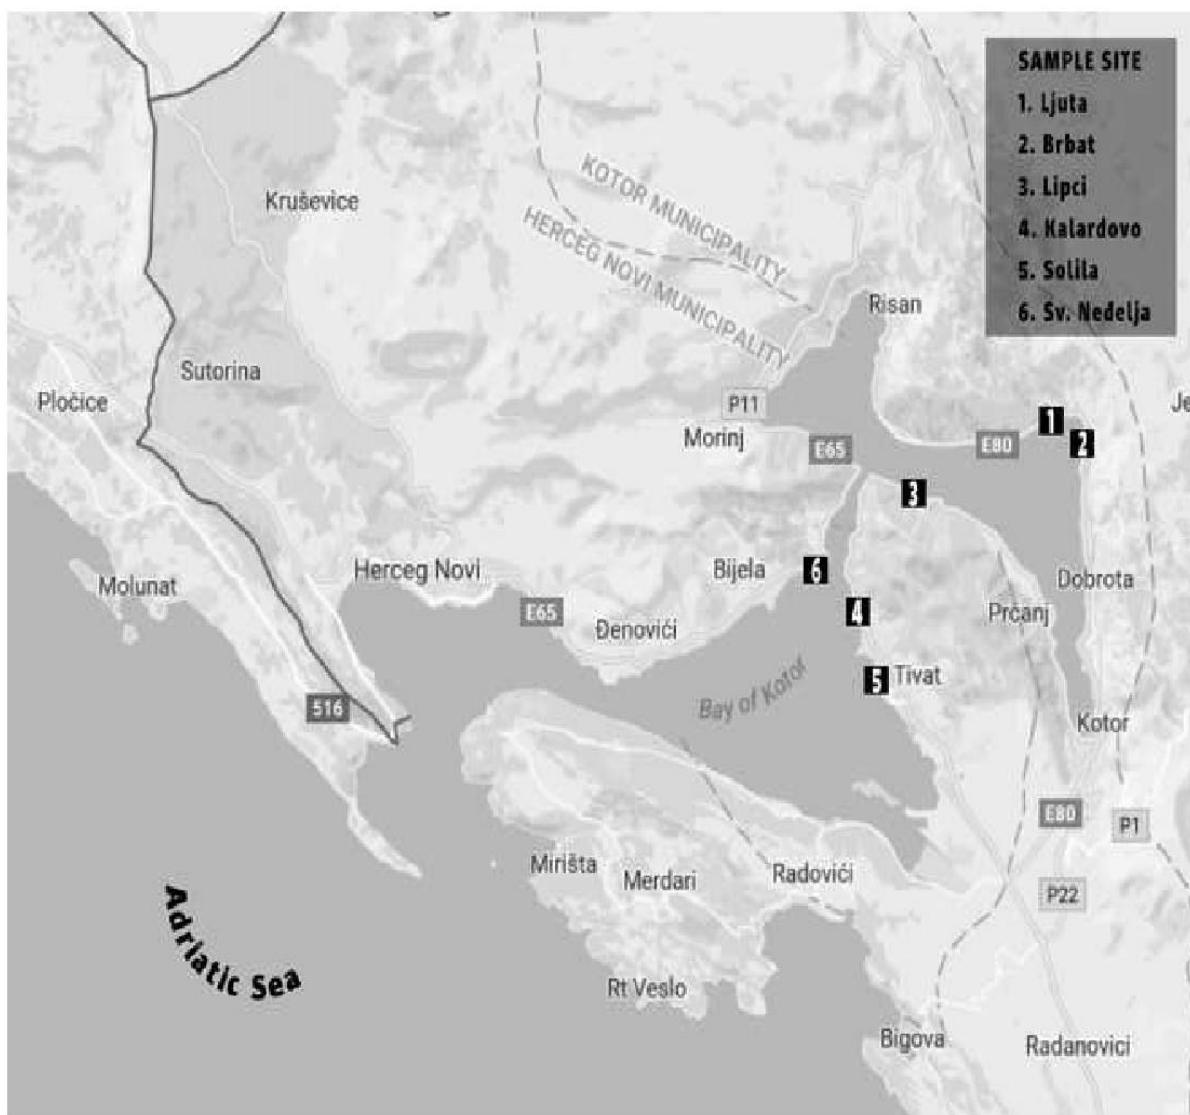 SAMPLE SITE
1. Ljuta
2. Brbat
3. Lipci
4. Kalardovo
5. Solila
6. Sv. Neđelja
Kruševice
KOTOR MUNICIPALITY
HERCEG NOVI MUNICIPALITY
Risan
Sutorina
Pločice
P11
Je
Morinj
E65
E80
1
2
3
Molunat
Herceg Novi
Bijela
6
Dobrota
E65
Đenovići
4
Prčanj
5
Tivat
Bay of Kotor
516
Kotor
E80
P1
Mirišta
Merdari
Radovići
P22
Adriatic Sea
Rt Veslo
Bigova
Radanovici